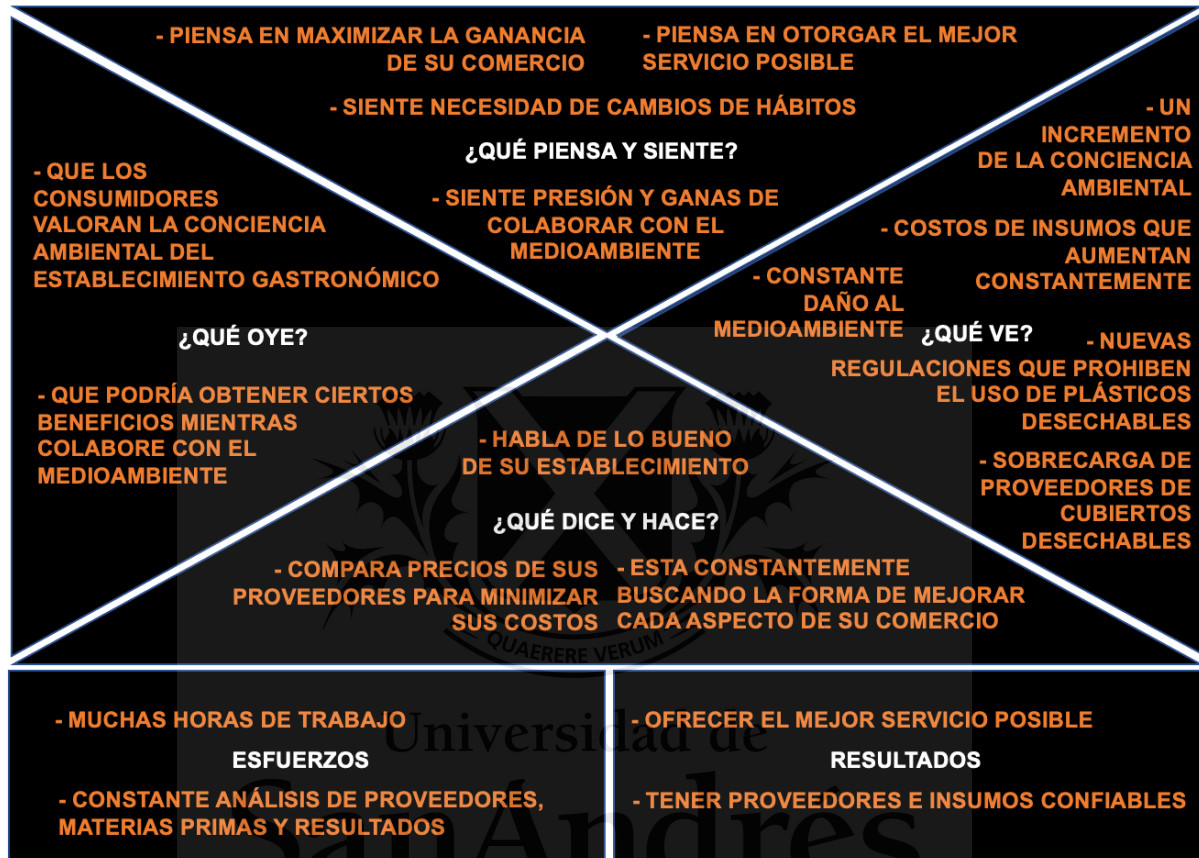 - PIENSA EN MAXIMIZAR LA GANANCIA
DE SU COMERCIO
- PIENSA EN OTORGAR EL MEJOR
SERVICIO POSIBLE
- SIENTE NECESIDAD DE CAMBIOS DE HÁBITOS
¿QUÉ PIENSA Y SIENTE?
- SIENTE PRESIÓN Y GANAS DE
COLABORAR CON EL
MEDIOAMBIENTE
- QUE LOS
CONSUMIDORES
VALORAN LA CONCIENCIA
AMBIENTAL DEL
ESTABLECIMIENTO GASTRONÓMICO
¿QUÉ OYE?
- QUE PODRÍA OBTENER CIERTOS
BENEFICIOS MIENTRAS
COLABORE CON EL
MEDIOAMBIENTE
- UN
INCREMENTO
DE LA CONCIENCIA
AMBIENTAL
- COSTOS DE INSUMOS QUE
AUMENTAN
CONSTANTEMENTE
- CONSTANTE
DAÑO AL
MEDIOAMBIENTE
¿QUÉ VE?
- NUEVAS
REGULACIONES QUE PROHIBEN
EL USO DE PLÁSTICOS
DESECHABLES
- SOBRECARGA DE
PROVEEDORES DE
CUBIERTOS
DESECHABLES
- HABLA DE LO BUENO
DE SU ESTABLECIMIENTO
¿QUÉ DICE Y HACE?
- COMPARA PRECIOS DE SUS
PROVEEDORES PARA MINIMIZAR
SUS COSTOS
- ESTA CONSTANTEMENTE
BUSCANDO LA FORMA DE MEJORAR
CADA ASPECTO DE SU COMERCIO
QUAERERE VERUM
- MUCHAS HORAS DE TRABAJO
ESFUERZOS
- CONSTANTE ANÁLISIS DE PROVEEDORES,
MATERIAS PRIMAS Y RESULTADOS
- OFRECER EL MEJOR SERVICIO POSIBLE
RESULTADOS
- TENER PROVEEDORES E INSUMOS CONFIABLES
Universidad de
SanAndrés